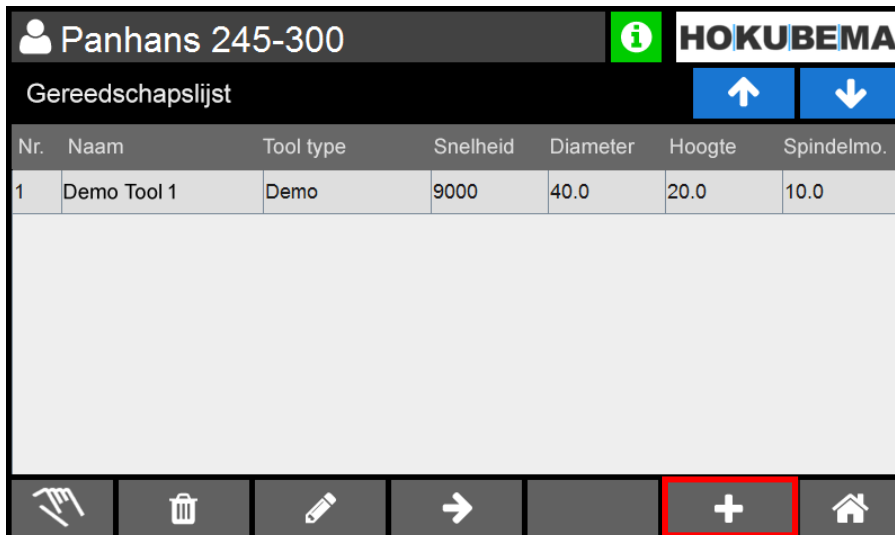 Panhans 245-300 HOKUBEMA
Gereedschapslijst
Nr. Naam Tool type Snelheid Diameter Hoogte Spindelmo.
1 Demo Tool 1 Demo 9000 40.0 20.0 10.0